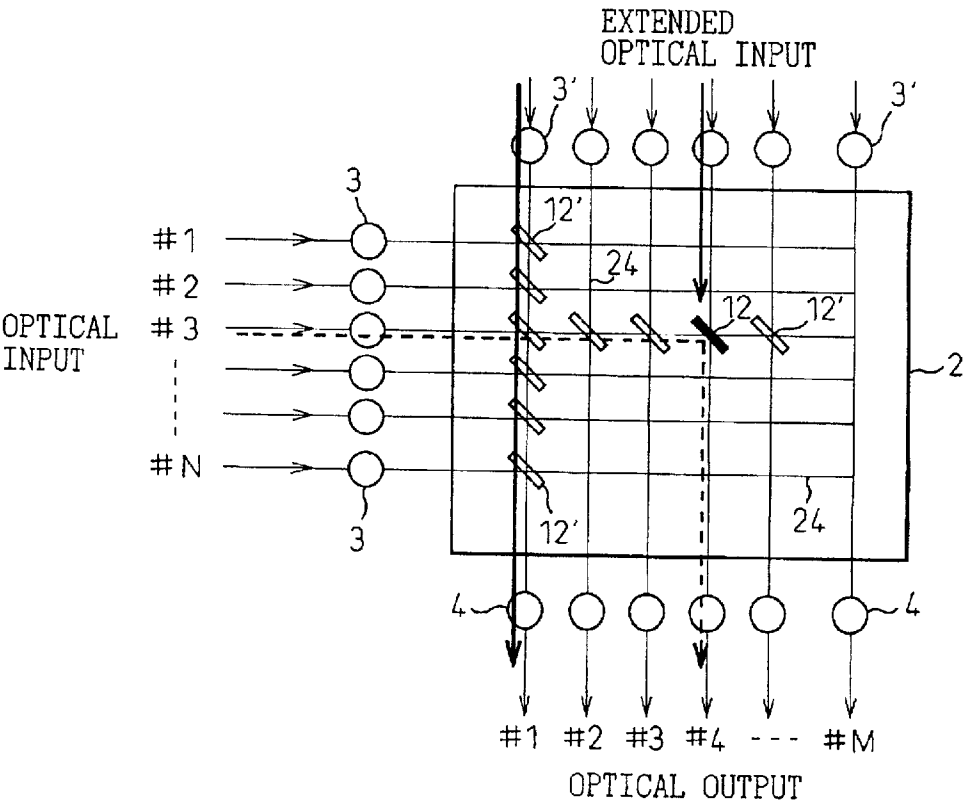 EXTENDED
OPTICAL INPUT
3' 3'
3
12'
#1
24
#2
OPTICAL
INPUT
#3
12 12'
2
#N
24
3
12'
4 4
#1 #2 #3 #4 --- #M
OPTICAL OUTPUT